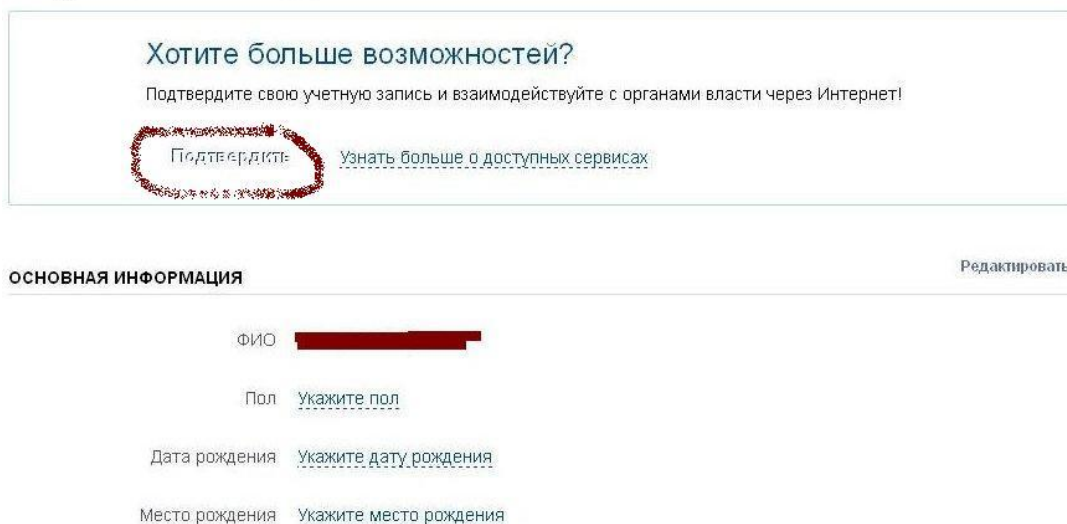 Хотите больше возможностей?
Подтвердите свою учетную запись и взаимодействуйте с органами власти через Интернет!
Подтвердить Узнать больше о доступных сервисах
ОСНОВНАЯ ИНФОРМАЦИЯ Редактировать
ФИО
Пол Укажите пол
Дата рождения Укажите дату рождения
Место рождения Укажите место рождения